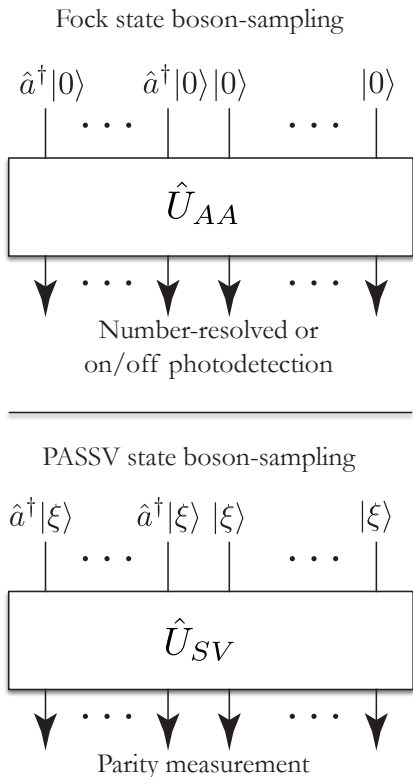 Fock state boson-sampling
â†|0⟩ â†|0⟩ |0⟩ |0⟩
· · · · · ·
Û_AA
· · · · · ·
Number-resolved or
on/off photodetection
PASSV state boson-sampling
â†|ξ⟩ â†|ξ⟩ |ξ⟩ |ξ⟩
· · · · · ·
Û_SV
· · · · · ·
Parity measurement